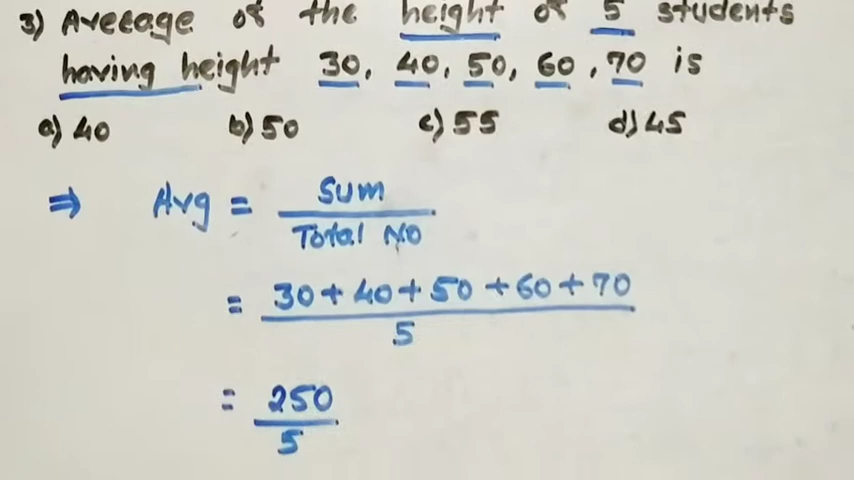 3) Average of the height of 5 students
having height 30, 40, 50, 60, 70 is
a) 40 b) 50 c) 55 d) 45
⇒ Avg = Sum / Total No
= 30 + 40 + 50 + 60 + 70 / 5
= 250 / 5